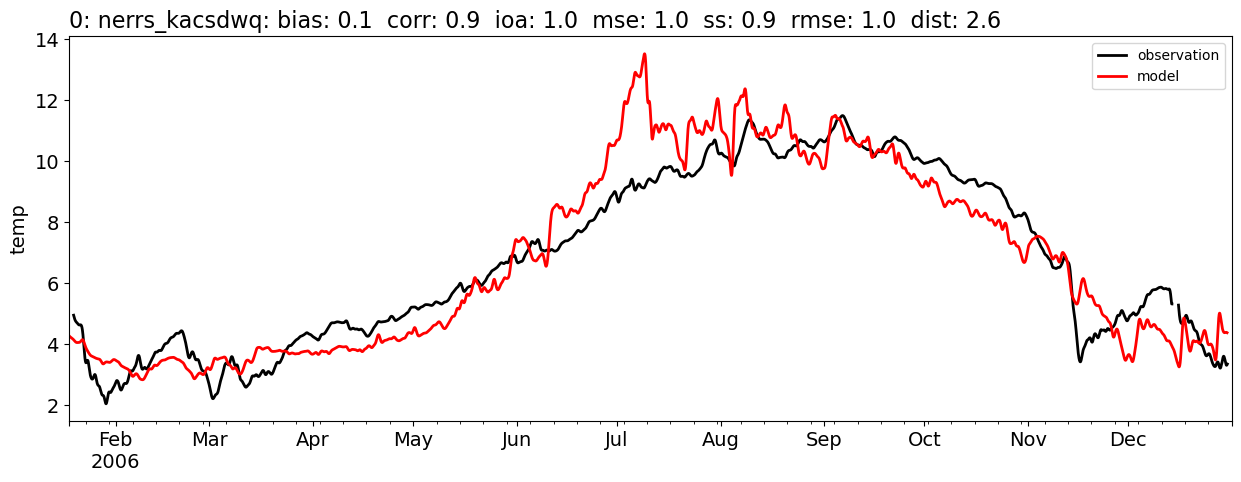 0: nerrs_kacsdwq: bias: 0.1  corr: 0.9  ioa: 1.0  mse: 1.0  ss: 0.9  rmse: 1.0  dist: 2.6
observation
model
14
12
10
8
6
4
2
temp
Feb Mar Apr May Jun Jul Aug Sep Oct Nov Dec
2006